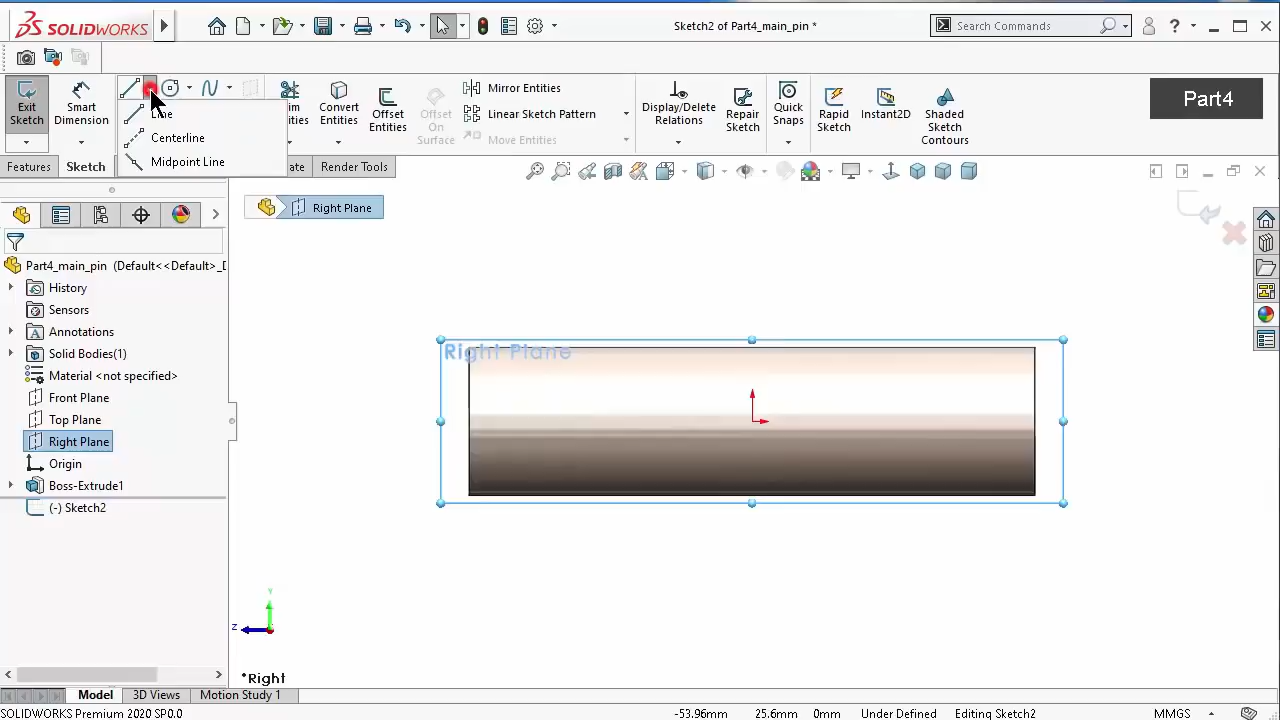 SOLIDWORKS
Sketch2 of Part4_main_pin *
Search Commands
?
Part4
Exit Sketch
Smart Dimension
Line
Centerline
Midpoint Line
Convert Entities
Offset Entities
Offset On Surface
Mirror Entities
Linear Sketch Pattern
Move Entities
Display/Delete Relations
Repair Sketch
Quick Snaps
Rapid Sketch
Instant2D
Shaded Sketch Contours
Features
Sketch
Render Tools
Right Plane
Part4_main_pin (Default<<Default>_D
History
Sensors
Annotations
Solid Bodies(1)
Material <not specified>
Front Plane
Top Plane
Right Plane
Origin
Boss-Extrude1
(-) Sketch2
Right Plane
Y
Z
*Right
Model
3D Views
Motion Study 1
SOLIDWORKS Premium 2020 SP0.0
-53.96mm
25.6mm
0mm
Under Defined
Editing Sketch2
MMGS